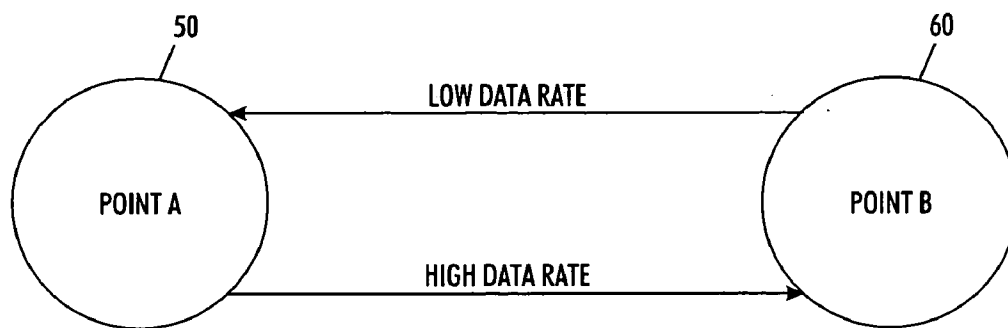 50
60
LOW DATA RATE
POINT A
POINT B
HIGH DATA RATE